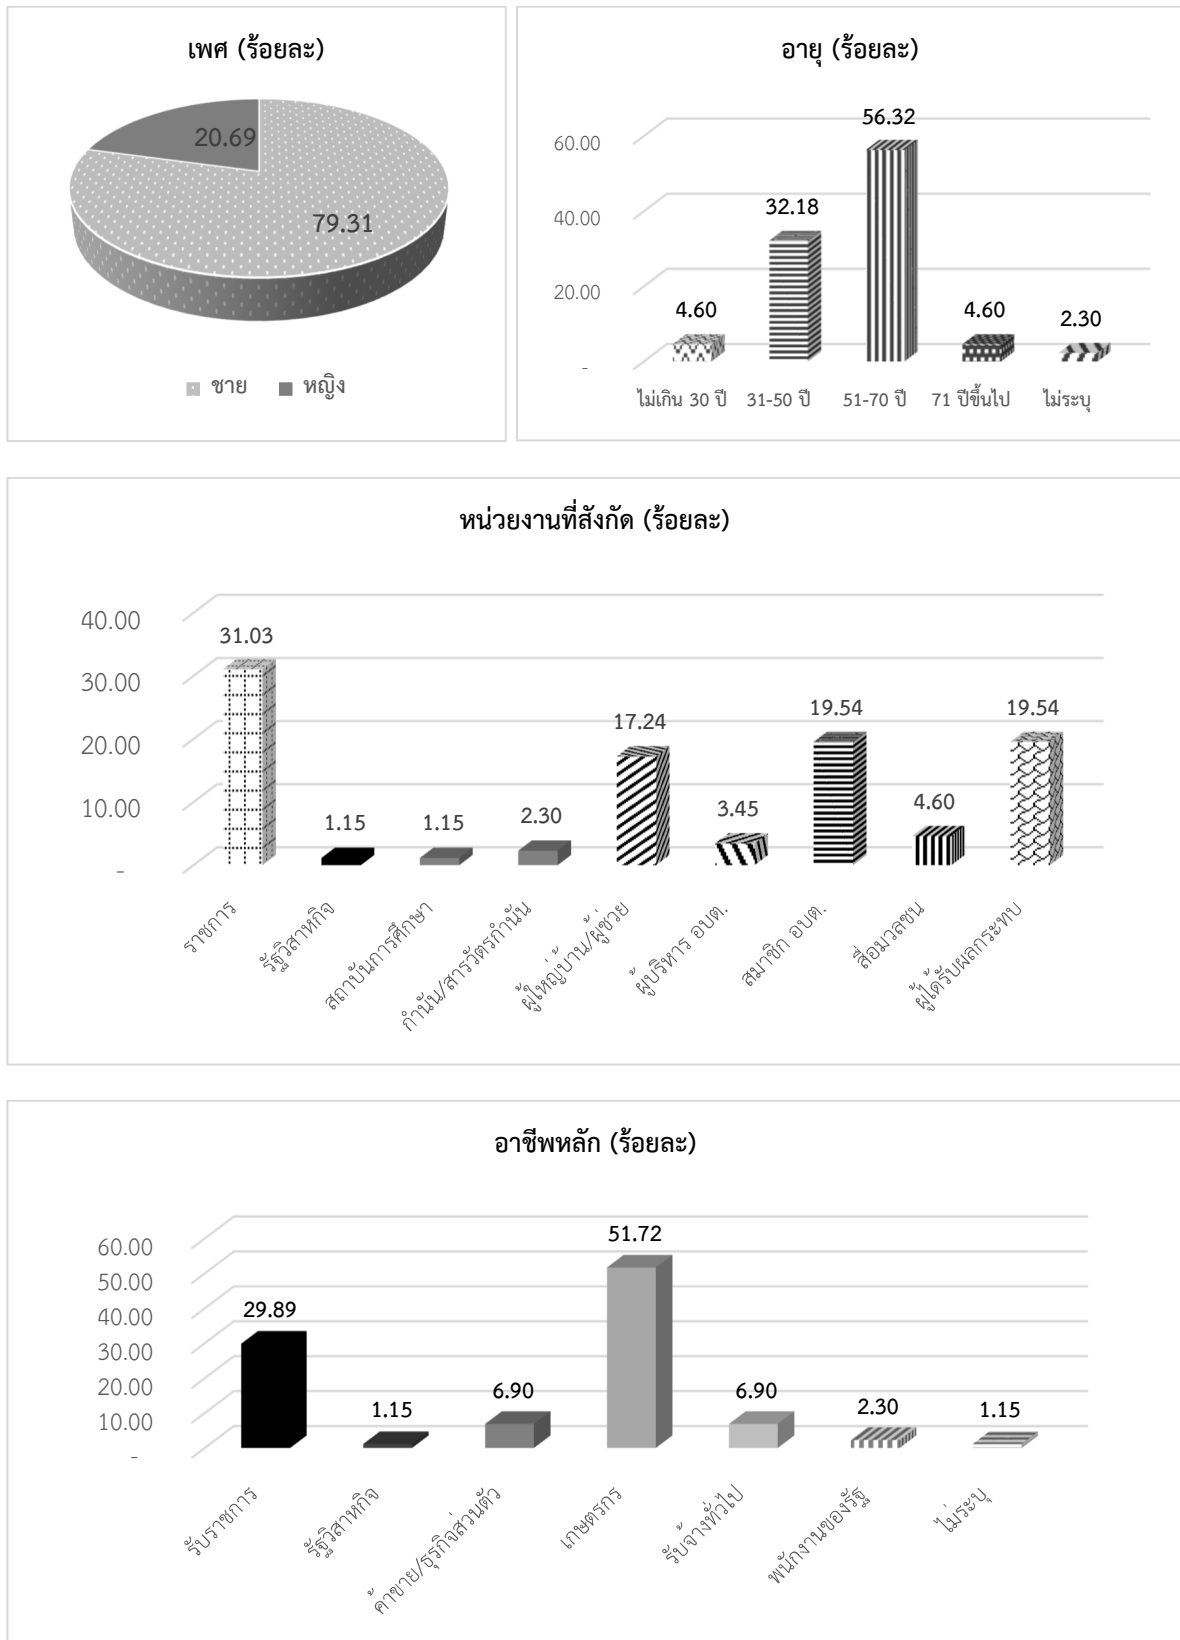 เพศ (ร้อยละ)
20.69
79.31
ชาย หญิง
อายุ (ร้อยละ)
60.00
40.00
20.00
-
4.60
32.18
56.32
4.60
2.30
ไม่เกิน 30 ปี 31-50 ปี 51-70 ปี 71 ปีขึ้นไป ไม่ระบุ
หน่วยงานที่สังกัด (ร้อยละ)
40.00
30.00
20.00
10.00
-
31.03
1.15
1.15
2.30
17.24
3.45
19.54
4.60
19.54
ราชการ
รัฐวิสาหกิจ
สถาบันการศึกษา
กำนัน/สารวัตรกำนัน
ผู้ใหญ่บ้าน/ผู้ช่วย
ผู้บริหาร อบต.
สมาชิก อบต.
สื่อมวลชน
ผู้ได้รับผลกระทบ
อาชีพหลัก (ร้อยละ)
60.00
50.00
40.00
30.00
20.00
10.00
-
29.89
1.15
6.90
51.72
6.90
2.30
1.15
รับราชการ
รัฐวิสาหกิจ
ค้าขาย/ธุรกิจส่วนตัว
เกษตรกร
รับจ้างทั่วไป
พนักงานของรัฐ
ไม่ระบุ